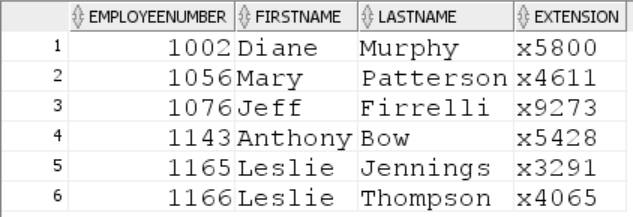 EMPLOYEENUMBER FIRSTNAME LASTNAME EXTENSION
1 1002 Diane Murphy x5800
2 1056 Mary Patterson x4611
3 1076 Jeff Firrelli x9273
4 1143 Anthony Bow x5428
5 1165 Leslie Jennings x3291
6 1166 Leslie Thompson x4065